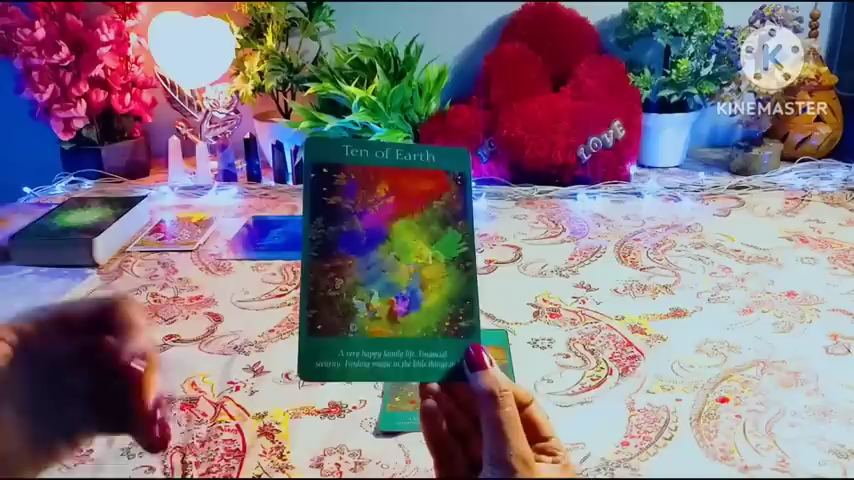 K
KINEMASTER
LOVE
Ten of Earth
A very happy family life. Financial
security. Finding magic in the little things